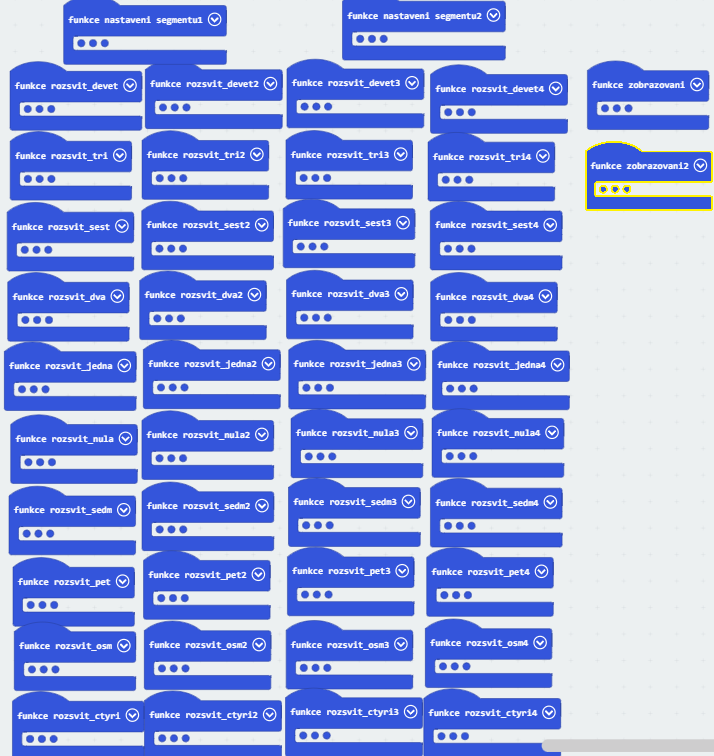 funkce nastaveni segmentu1
funkce nastaveni segmentu2
funkce rozsvit_devet
funkce rozsvit_devet2
funkce rozsvit_devet3
funkce rozsvit_devet4
funkce zobrazovani
funkce rozsvit_tri
funkce rozsvit_tri2
funkce rozsvit_tri3
funkce rozsvit_tri4
funkce zobrazovani2
funkce rozsvit_sest
funkce rozsvit_sest2
funkce rozsvit_sest3
funkce rozsvit_sest4
funkce rozsvit_dva
funkce rozsvit_dva2
funkce rozsvit_dva3
funkce rozsvit_dva4
funkce rozsvit_jedna
funkce rozsvit_jedna2
funkce rozsvit_jedna3
funkce rozsvit_jedna4
funkce rozsvit_nula
funkce rozsvit_nula2
funkce rozsvit_nula3
funkce rozsvit_nula4
funkce rozsvit_sedm
funkce rozsvit_sedm2
funkce rozsvit_sedm3
funkce rozsvit_sedm4
funkce rozsvit_pet
funkce rozsvit_pet2
funkce rozsvit_pet3
funkce rozsvit_pet4
funkce rozsvit_osm
funkce rozsvit_osm2
funkce rozsvit_osm3
funkce rozsvit_osm4
funkce rozsvit_ctyri
funkce rozsvit_ctyri2
funkce rozsvit_ctyri3
funkce rozsvit_ctyri4